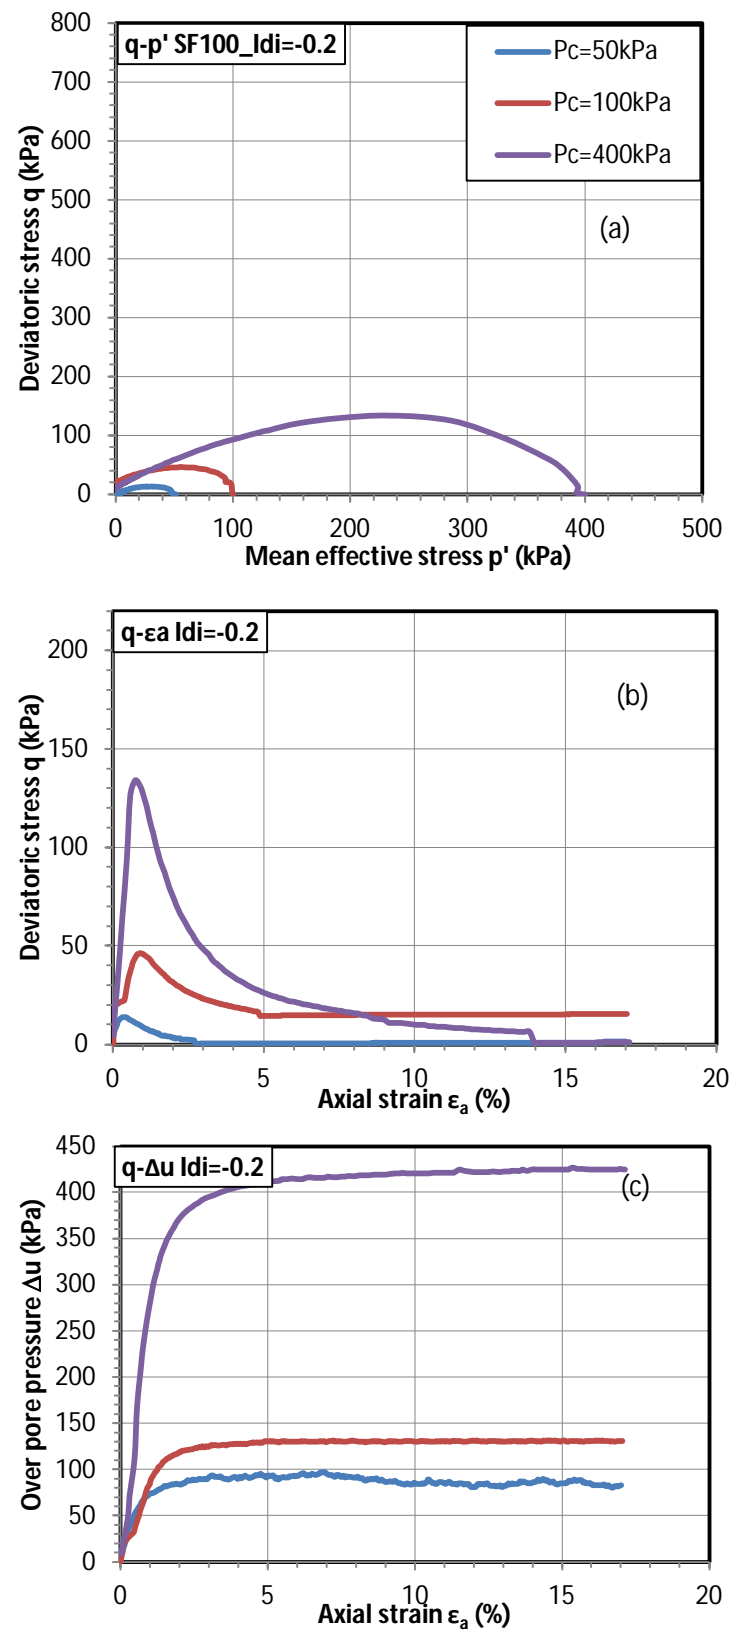 q-p' SF100_Idi=-0.2
Pc=50kPa
Pc=100kPa
Pc=400kPa
(a)
Deviatoric stress q (kPa)
800
700
600
500
400
300
200
100
0
0 100 200 300 400 500
Mean effective stress p' (kPa)
q-εa Idi=-0.2
(b)
Deviatoric stress q (kPa)
200
150
100
50
0
0 5 10 15 20
Axial strain εa (%)
q-Δu Idi=-0.2
(c)
Over pore pressure Δu (kPa)
450
400
350
300
250
200
150
100
50
0
0 5 10 15 20
Axial strain εa (%)